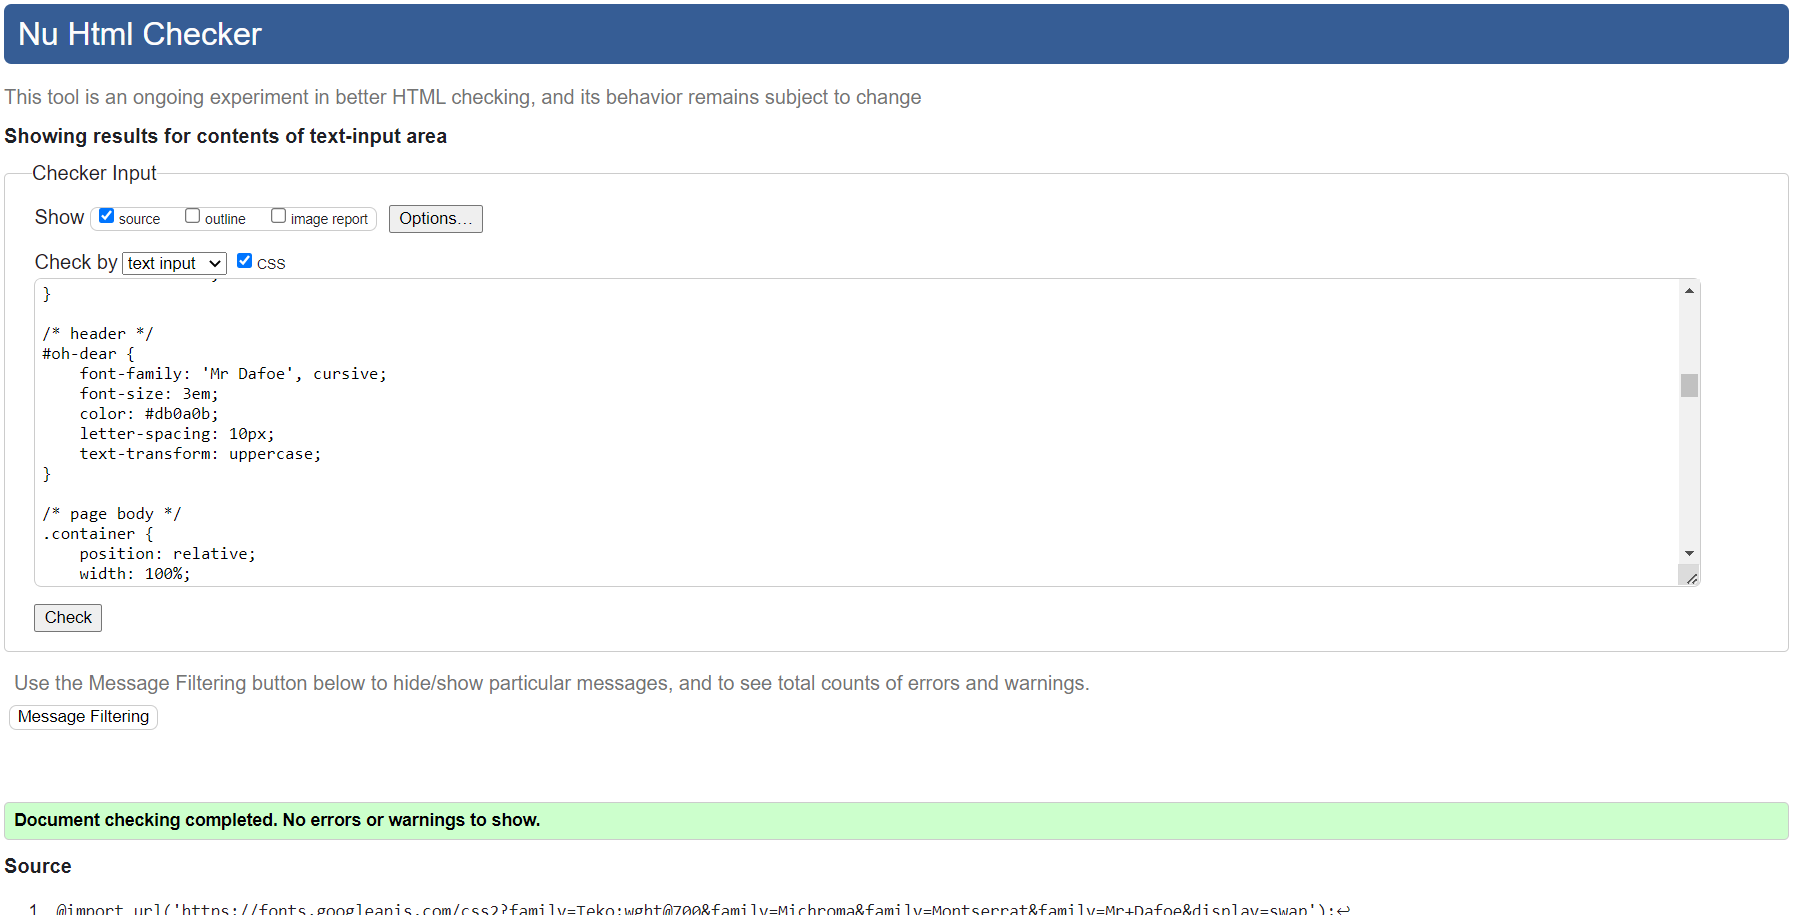 Nu Html Checker
This tool is an ongoing experiment in better HTML checking, and its behavior remains subject to change
Showing results for contents of text-input area
Checker Input
Show source outline image report Options...
Check by text input CSS
}
/* header */
#oh-dear {
    font-family: 'Mr Dafoe', cursive;
    font-size: 3em;
    color: #db0a0b;
    letter-spacing: 10px;
    text-transform: uppercase;
}
/* page body */
.container {
    position: relative;
    width: 100%;
Check
Use the Message Filtering button below to hide/show particular messages, and to see total counts of errors and warnings.
Message Filtering
Document checking completed. No errors or warnings to show.
Source
1. @import url('https://fonts.googleapis.com/css2?family=Teko:wght@700&family=Michroma&family=Montserrat&family=Mr+Dafoe&display=swap');↩